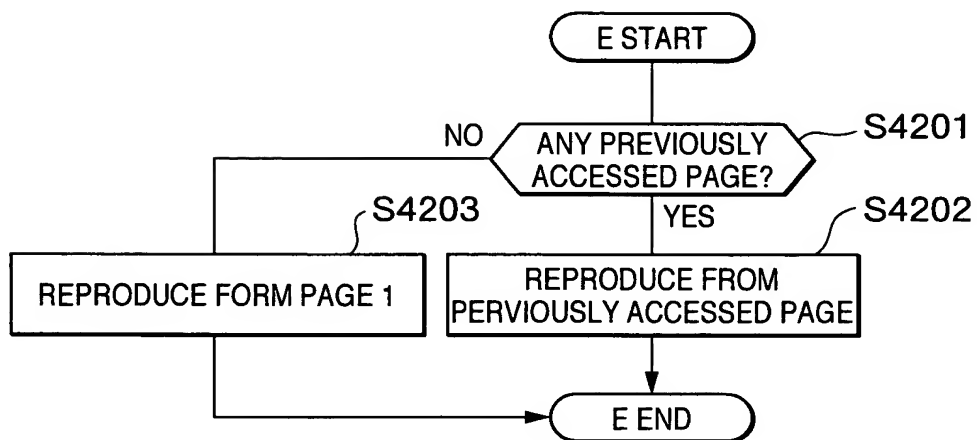 E START
S4201
NO
ANY PREVIOUSLY
ACCESSED PAGE?
S4203
YES
S4202
REPRODUCE FORM PAGE 1
REPRODUCE FROM
PERVIOUSLY ACCESSED PAGE
E END